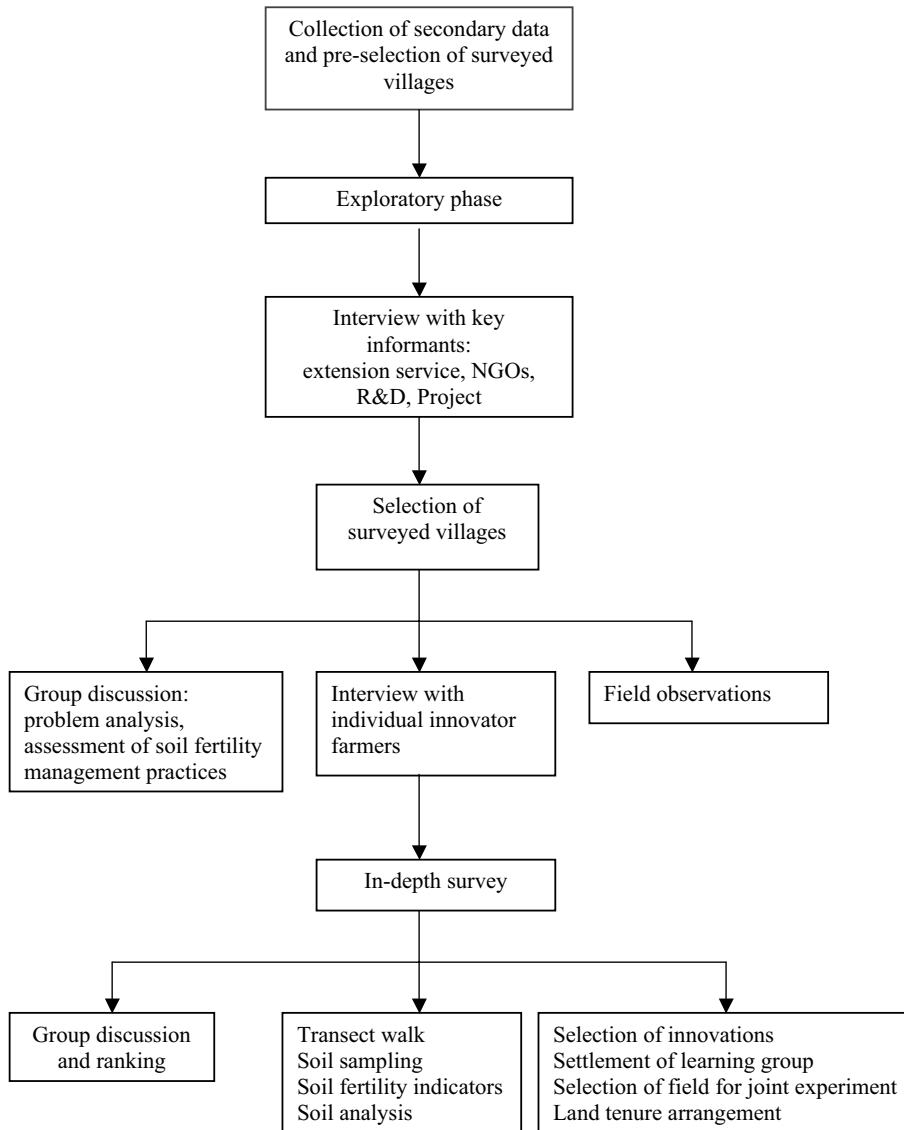 Collection of secondary data
and pre-selection of surveyed
villages
Exploratory phase
Interview with key
informants:
extension service, NGOs,
R&D, Project
Selection of
surveyed villages
Group discussion:
problem analysis,
assessment of soil fertility
management practices
Interview with
individual innovator
farmers
Field observations
In-depth survey
Group discussion
and ranking
Transect walk
Soil sampling
Soil fertility indicators
Soil analysis
Selection of innovations
Settlement of learning group
Selection of field for joint experiment
Land tenure arrangement